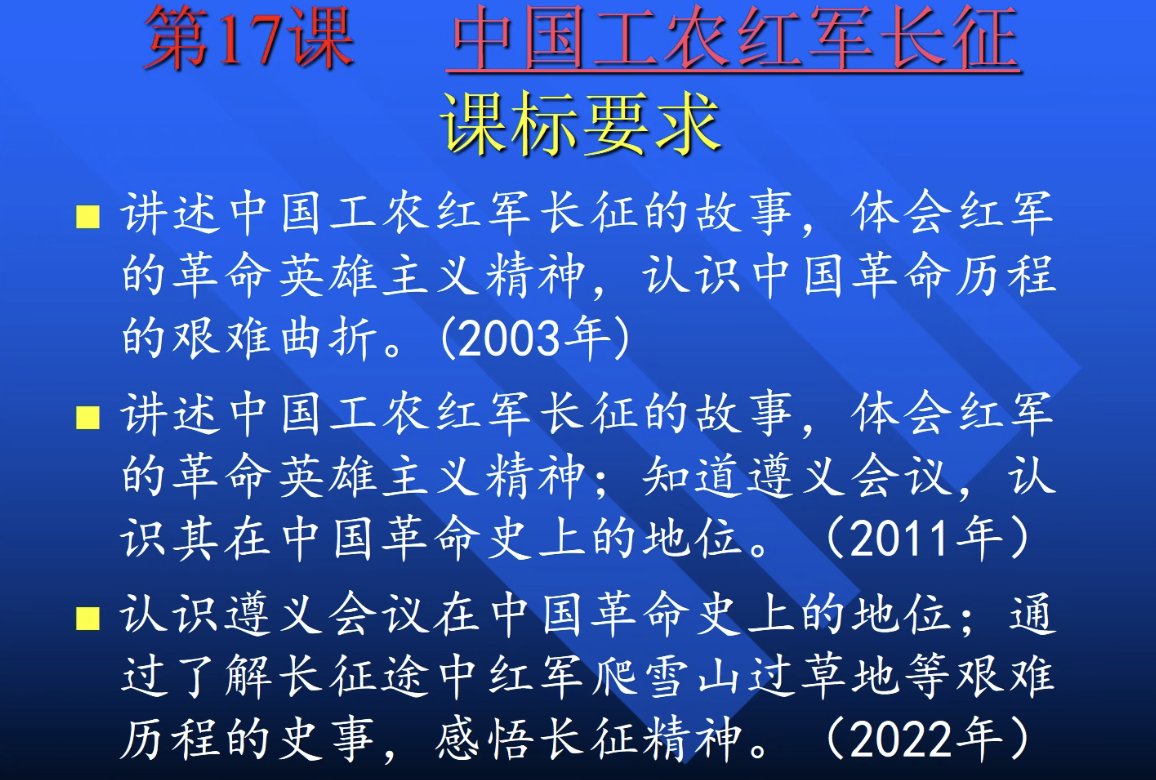 第17课 中国工农红军长征
课标要求
讲述中国工农红军长征的故事，体会红军
的革命英雄主义精神，认识中国革命历程
的艰难曲折。(2003年)
讲述中国工农红军长征的故事，体会红军
的革命英雄主义精神；知道遵义会议，认
识其在中国革命史上的地位。（2011年）
认识遵义会议在中国革命史上的地位；通
过了解长征途中红军爬雪山过草地等艰难
历程的史事，感悟长征精神。（2022年）